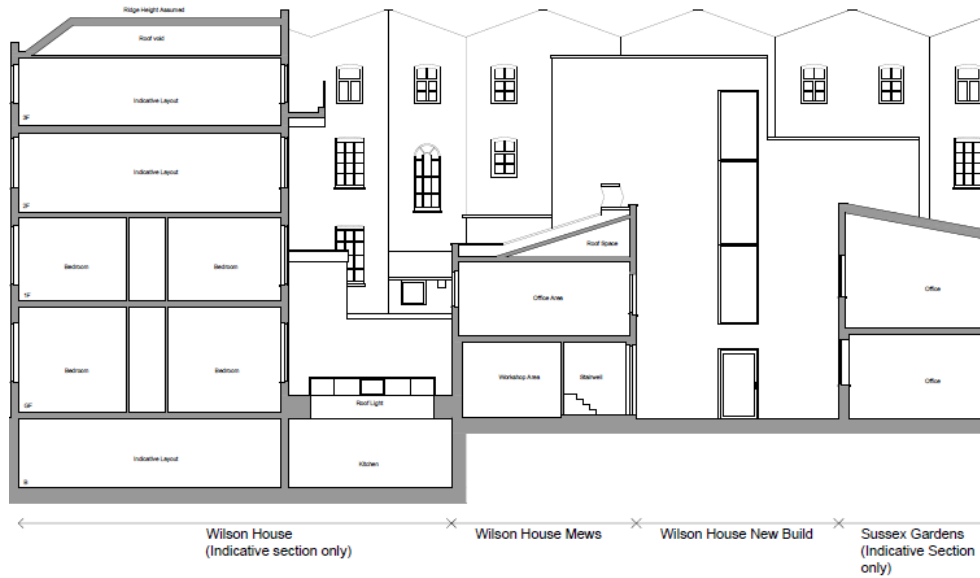 Ridge Height Assumed
Roof void
Indicative Layout
3F
Indicative Layout
2F
Bedroom
Bedroom
1F
Bedroom
Bedroom
GF
Indicative Layout
B
Roof Light
Kitchen
Roof Space
Office Area
Workshop Area
Stairwell
Office
Office
Wilson House
(Indicative section only)
Wilson House Mews
Wilson House New Build
Sussex Gardens
(Indicative Section
only)